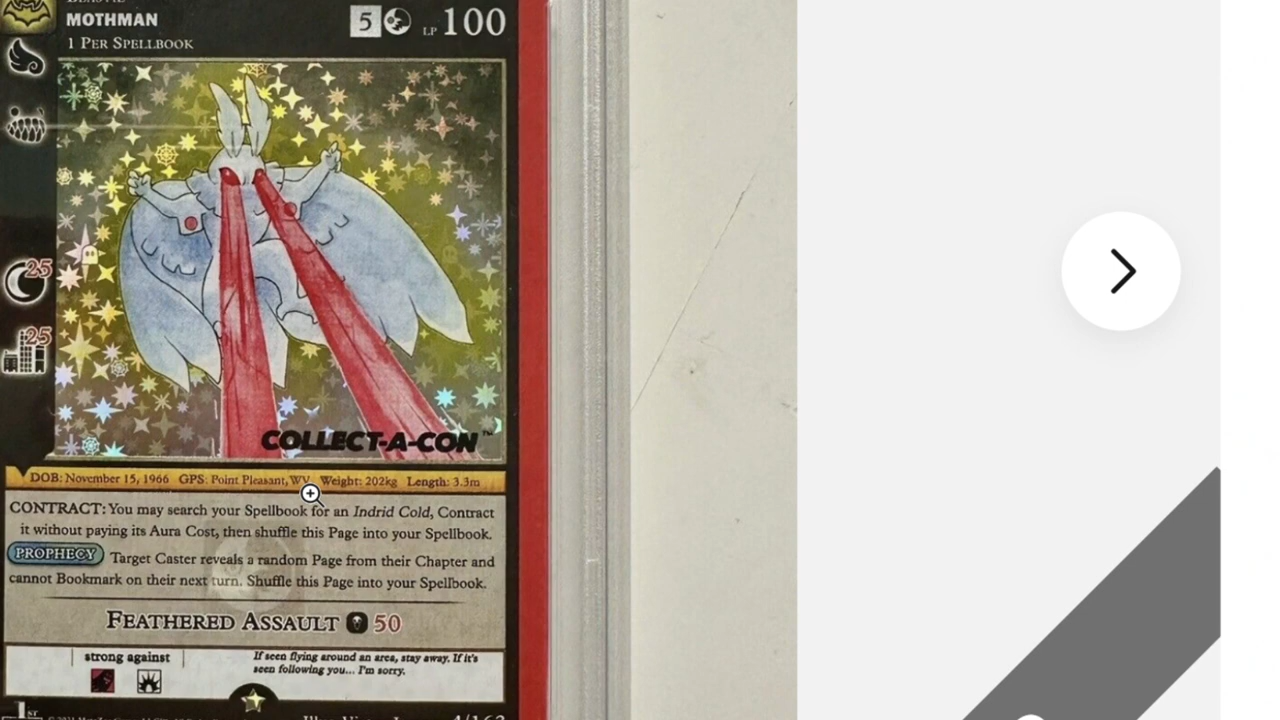 MOTHMAN
5 LP 100
1 PER SPELLBOOK
25
25
COLLECT-A-CON™
DOB: November 15, 1966 GPS: Point Pleasant, WV Weight: 202kg Length: 3.3m
CONTRACT: You may search your Spellbook for an Indrid Cold, Contract
it without paying its Aura Cost, then shuffle this Page into your Spellbook.
PROPHECY Target Caster reveals a random Page from their Chapter and
cannot Bookmark on their next turn. Shuffle this Page into your Spellbook.
FEATHERED ASSAULT 50
strong against
If seen flying around an area, stay away. If it's
seen following you... I'm sorry.
1ST